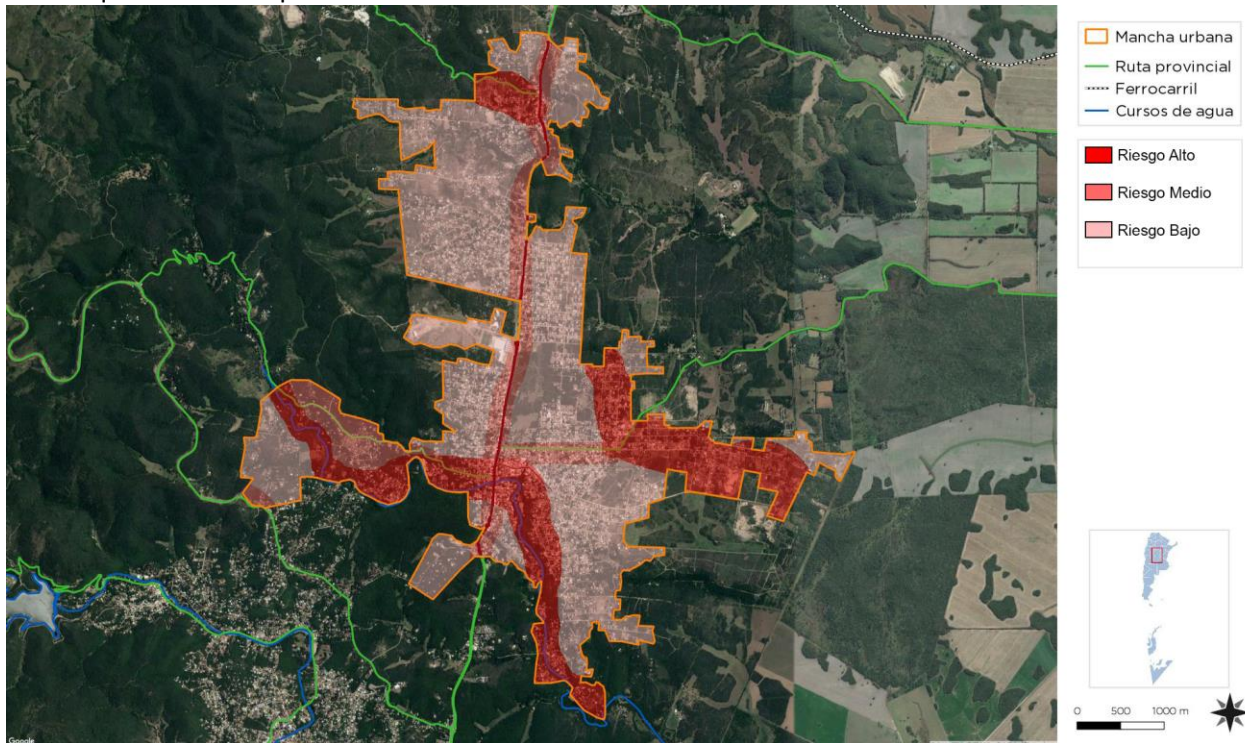 Mancha urbana
Ruta provincial
Ferrocarril
Cursos de agua
Riesgo Alto
Riesgo Medio
Riesgo Bajo
0 500 1000 m
Google